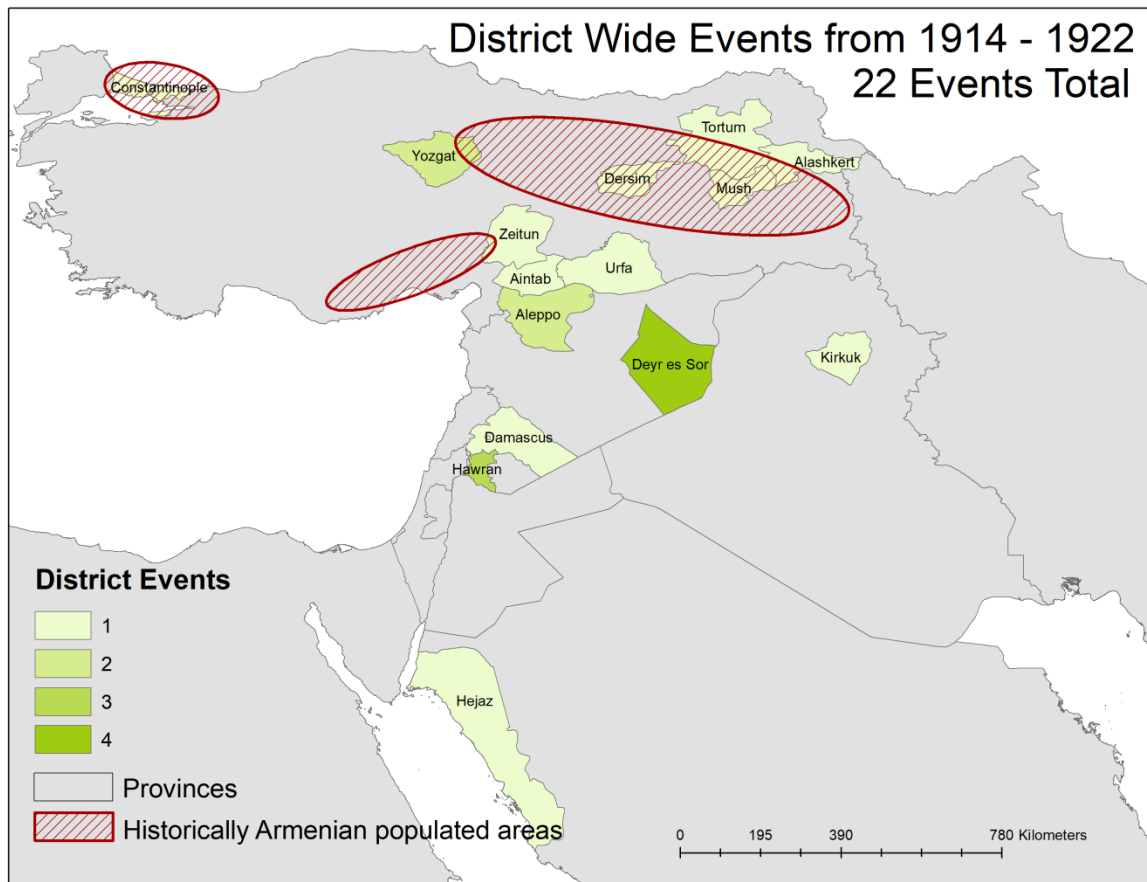 District Wide Events from 1914 - 1922
22 Events Total
Constantinople
Tortum
Yozgat
Alashkert
Dersim
Mush
Zeitun
Urfa
Aintab
Aleppo
Kirkuk
Deyr es Sor
Damascus
Hawran
Hejaz
District Events
1
2
3
4
Provinces
Historically Armenian populated areas
0 195 390 780 Kilometers